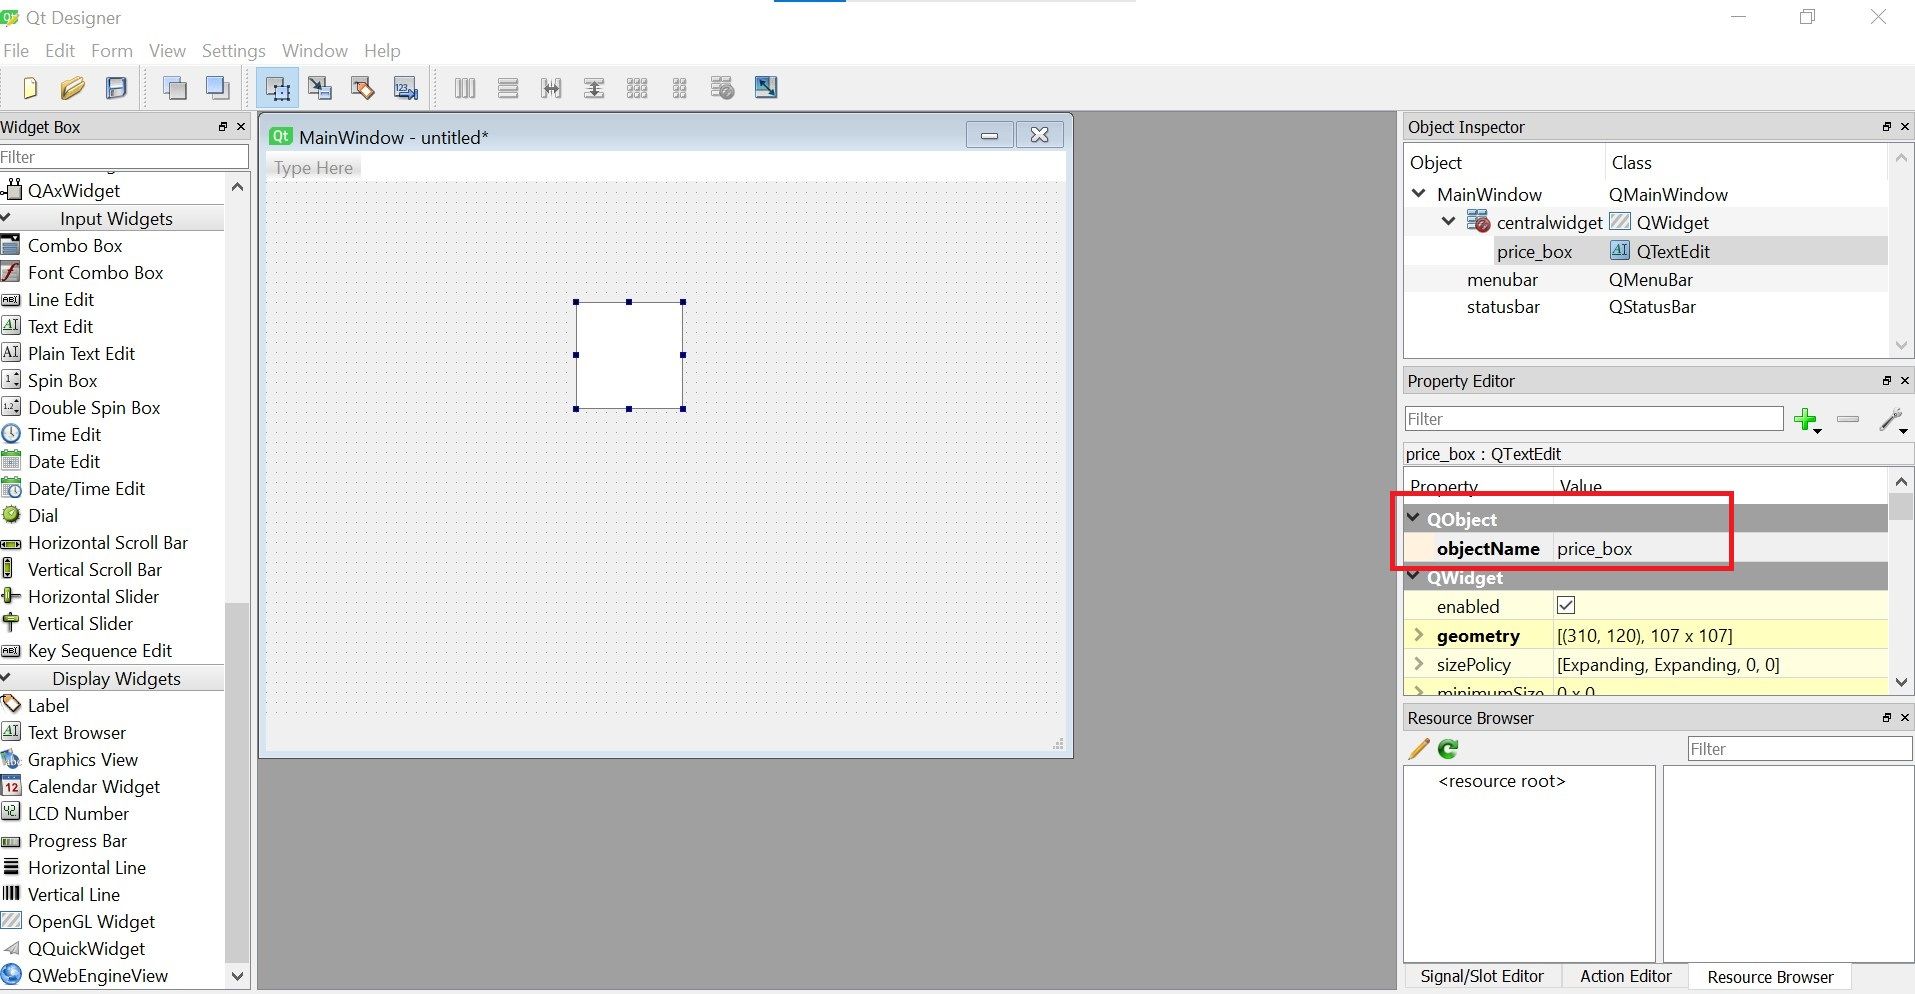 Qt Designer
File Edit Form View Settings Window Help
Widget Box
Filter
QAxWidget
Input Widgets
Combo Box
Font Combo Box
Line Edit
Text Edit
Plain Text Edit
Spin Box
Double Spin Box
Time Edit
Date Edit
Date/Time Edit
Dial
Horizontal Scroll Bar
Vertical Scroll Bar
Horizontal Slider
Vertical Slider
Key Sequence Edit
Display Widgets
Label
Text Browser
Graphics View
Calendar Widget
LCD Number
Progress Bar
Horizontal Line
Vertical Line
OpenGL Widget
QQuickWidget
QWebEngineView
MainWindow - untitled*
Type Here
Object Inspector
Object Class
MainWindow QMainWindow
centralwidget QWidget
price_box QTextEdit
menubar QMenuBar
statusbar QStatusBar
Property Editor
Filter
price_box : QTextEdit
Property Value
QObject
objectName price_box
QWidget
enabled
geometry [(310, 120), 107 x 107]
sizePolicy [Expanding, Expanding, 0, 0]
minimumSize 0 x 0
Resource Browser
Filter
<resource root>
Signal/Slot Editor Action Editor Resource Browser